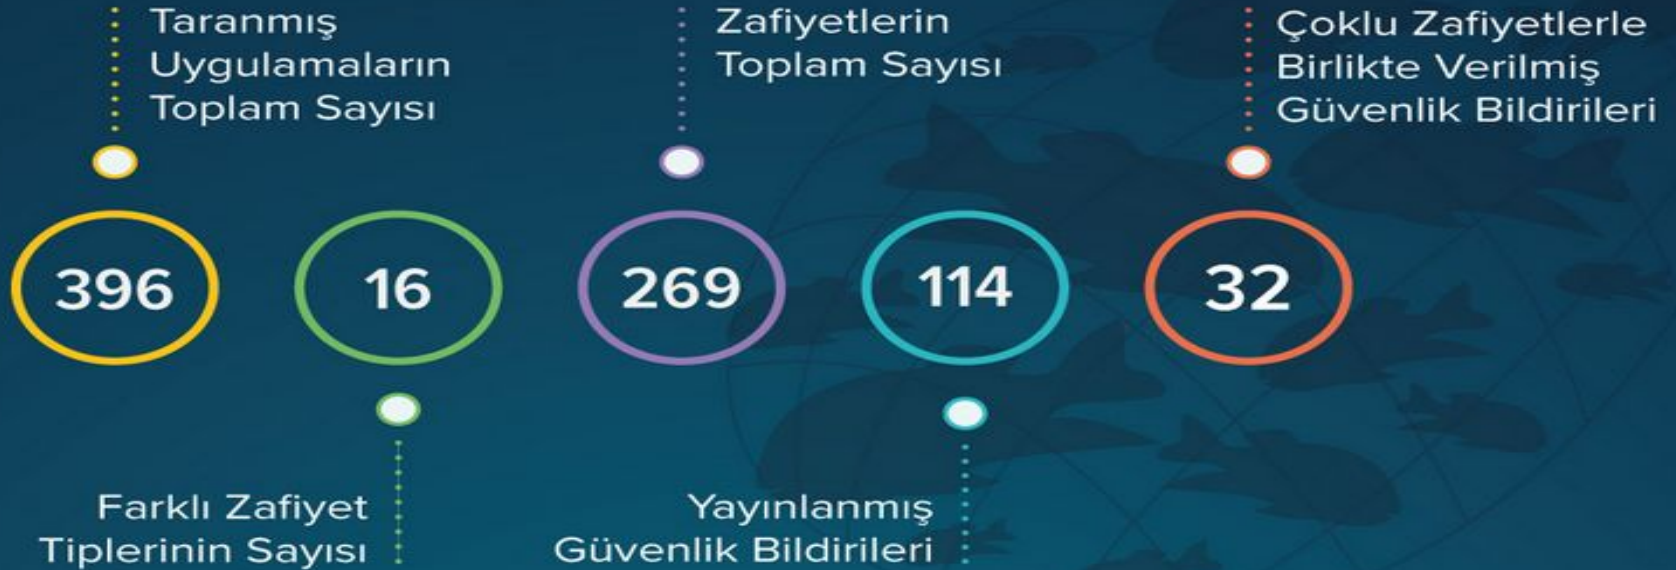 Taranmış
Uygulamaların
Toplam Sayısı
Zafiyetlerin
Toplam Sayısı
Çoklu Zafiyetlerle
Birlikte Verilmiş
Güvenlik Bildirileri
396
16
269
114
32
Farklı Zafiyet
Tiplerinin Sayısı
Yayınlanmış
Güvenlik Bildirileri